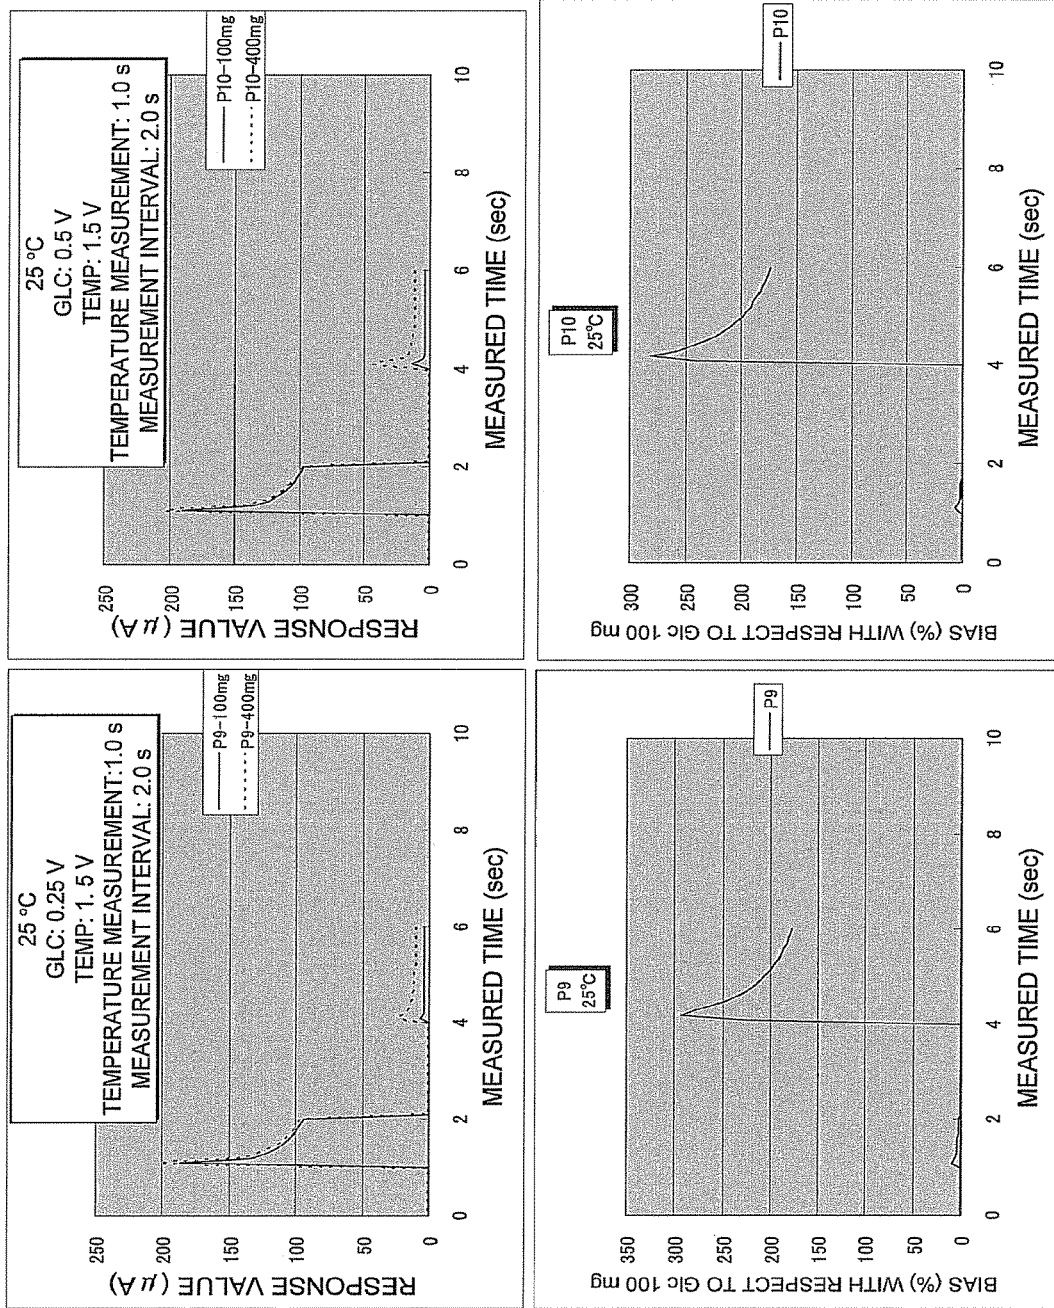 25 ℃
GLC: 0.25 V
TEMP: 1. 5 V
TEMPERATURE MEASUREMENT:1.0 s
MEASUREMENT INTERVAL: 2.0 s
P9-100mg
P9-400mg
RESPONSE VALUE (μA)
250
200
150
100
50
0
0
2
4
6
8
10
MEASURED TIME (sec)
25 ℃
GLC: 0.5 V
TEMP: 1.5 V
TEMPERATURE MEASUREMENT: 1.0 s
MEASUREMENT INTERVAL: 2.0 s
P10-100mg
P10-400mg
RESPONSE VALUE (μA)
250
200
150
100
50
0
0
2
4
6
8
10
MEASURED TIME (sec)
P9
25℃
P9
BIAS (%) WITH RESPECT TO Glc 100 mg
350
300
250
200
150
100
50
0
0
2
4
6
8
10
MEASURED TIME (sec)
P10
25℃
P10
BIAS (%) WITH RESPECT TO Glc 100 mg
300
250
200
150
100
50
0
0
2
4
6
8
10
MEASURED TIME (sec)